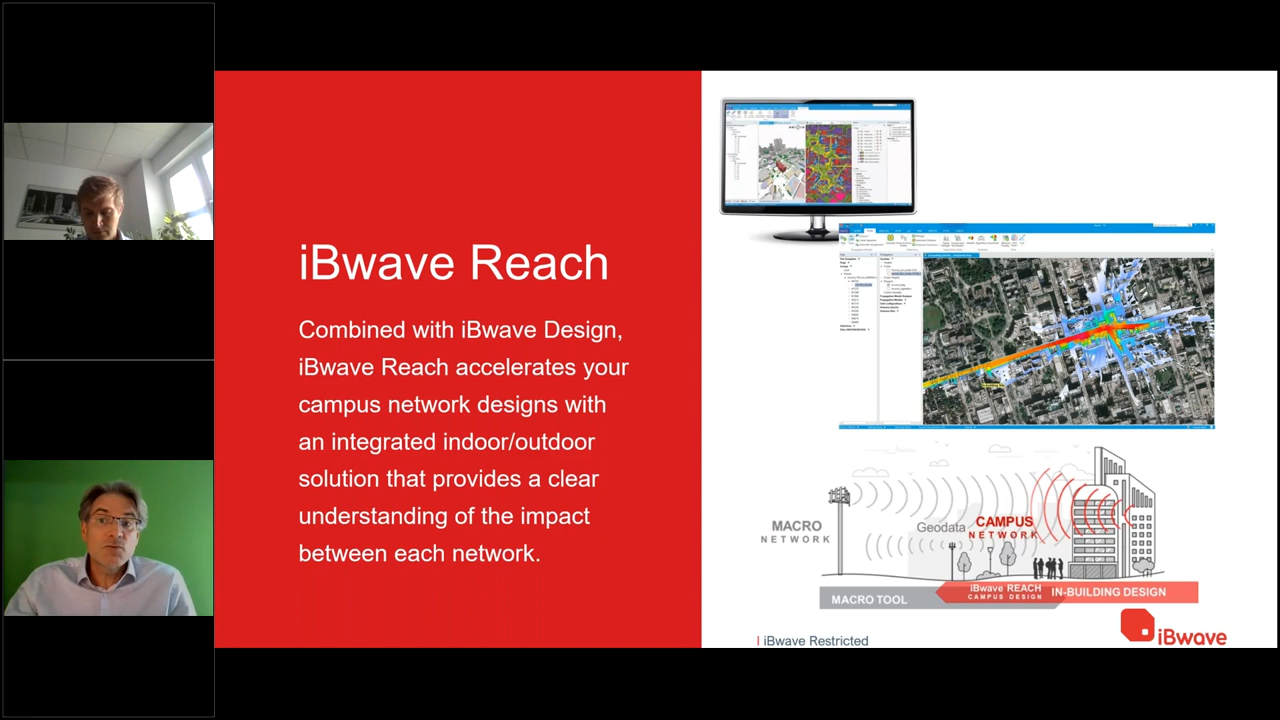 iBwave Reach
Combined with iBwave Design,
iBwave Reach accelerates your
campus network designs with
an integrated indoor/outdoor
solution that provides a clear
understanding of the impact
between each network.
MACRO
NETWORK
Geodata
CAMPUS
NETWORK
MACRO TOOL
iBwave REACH
CAMPUS DESIGN
IN-BUILDING DESIGN
| iBwave Restricted
iBwave